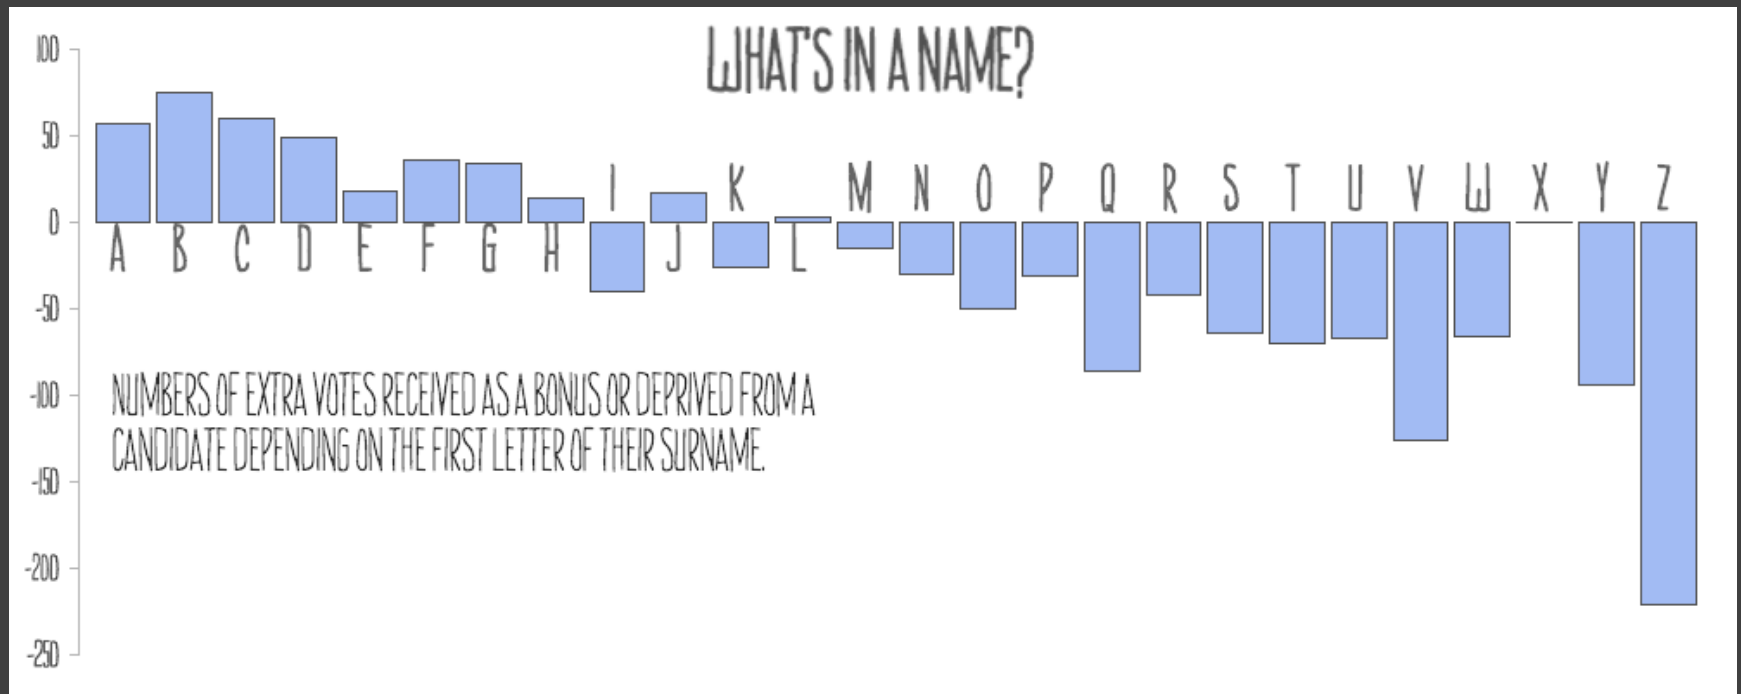 WHAT'S IN A NAME?
100
50
0
-50
-100
-150
-200
-250
A B C D E F G H I J K L M N O P Q R S T U V W X Y Z
NUMBERS OF EXTRA VOTES RECEIVED AS A BONUS OR DEPRIVED FROM A
CANDIDATE DEPENDING ON THE FIRST LETTER OF THEIR SURNAME.